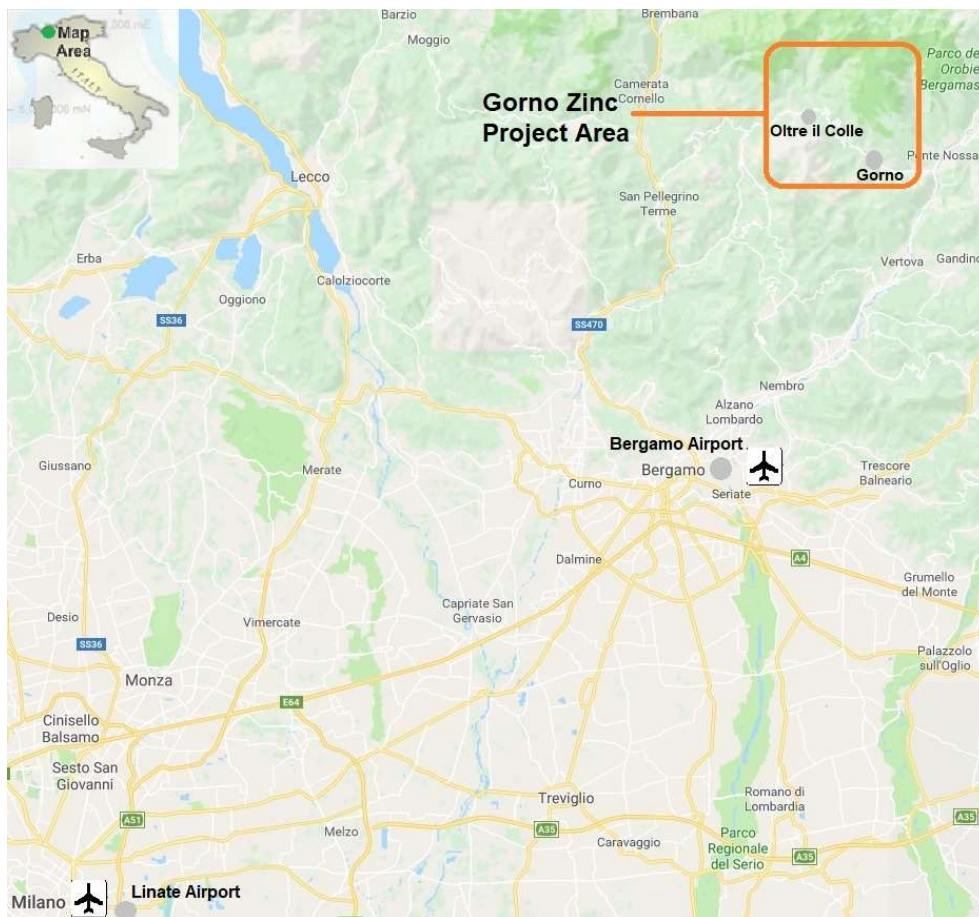 Map
Area
ITALY
Barzio
Moggio
Brembana
Parco de
Orobie
Bergamas
Camerata
Cornello
Gorno Zinc
Project Area
Oltre il Colle
Ponte Nossa
Gorno
Lecco
San Pellegrino
Terme
Erba
Oggiono
Calolziocorte
Vertova
Gandino
SS36
SS470
Nembro
Alzano
Lombardo
Giussano
Merate
Bergamo Airport
Bergamo
Curno
Seriate
Trescore
Balneario
Dalmine
A4
Grumello
del Monte
Desio
Vimercate
Capriate San
Gervasio
SS36
Monza
Palazzolo
sull'Oglio
E64
Cinisello
Balsamo
Sesto San
Giovanni
Treviglio
Romano di
Lombardia
A51
Melzo
A35
Caravaggio
Parco
Regionale
del Serio
A35
A35
Milano
Linate Airport